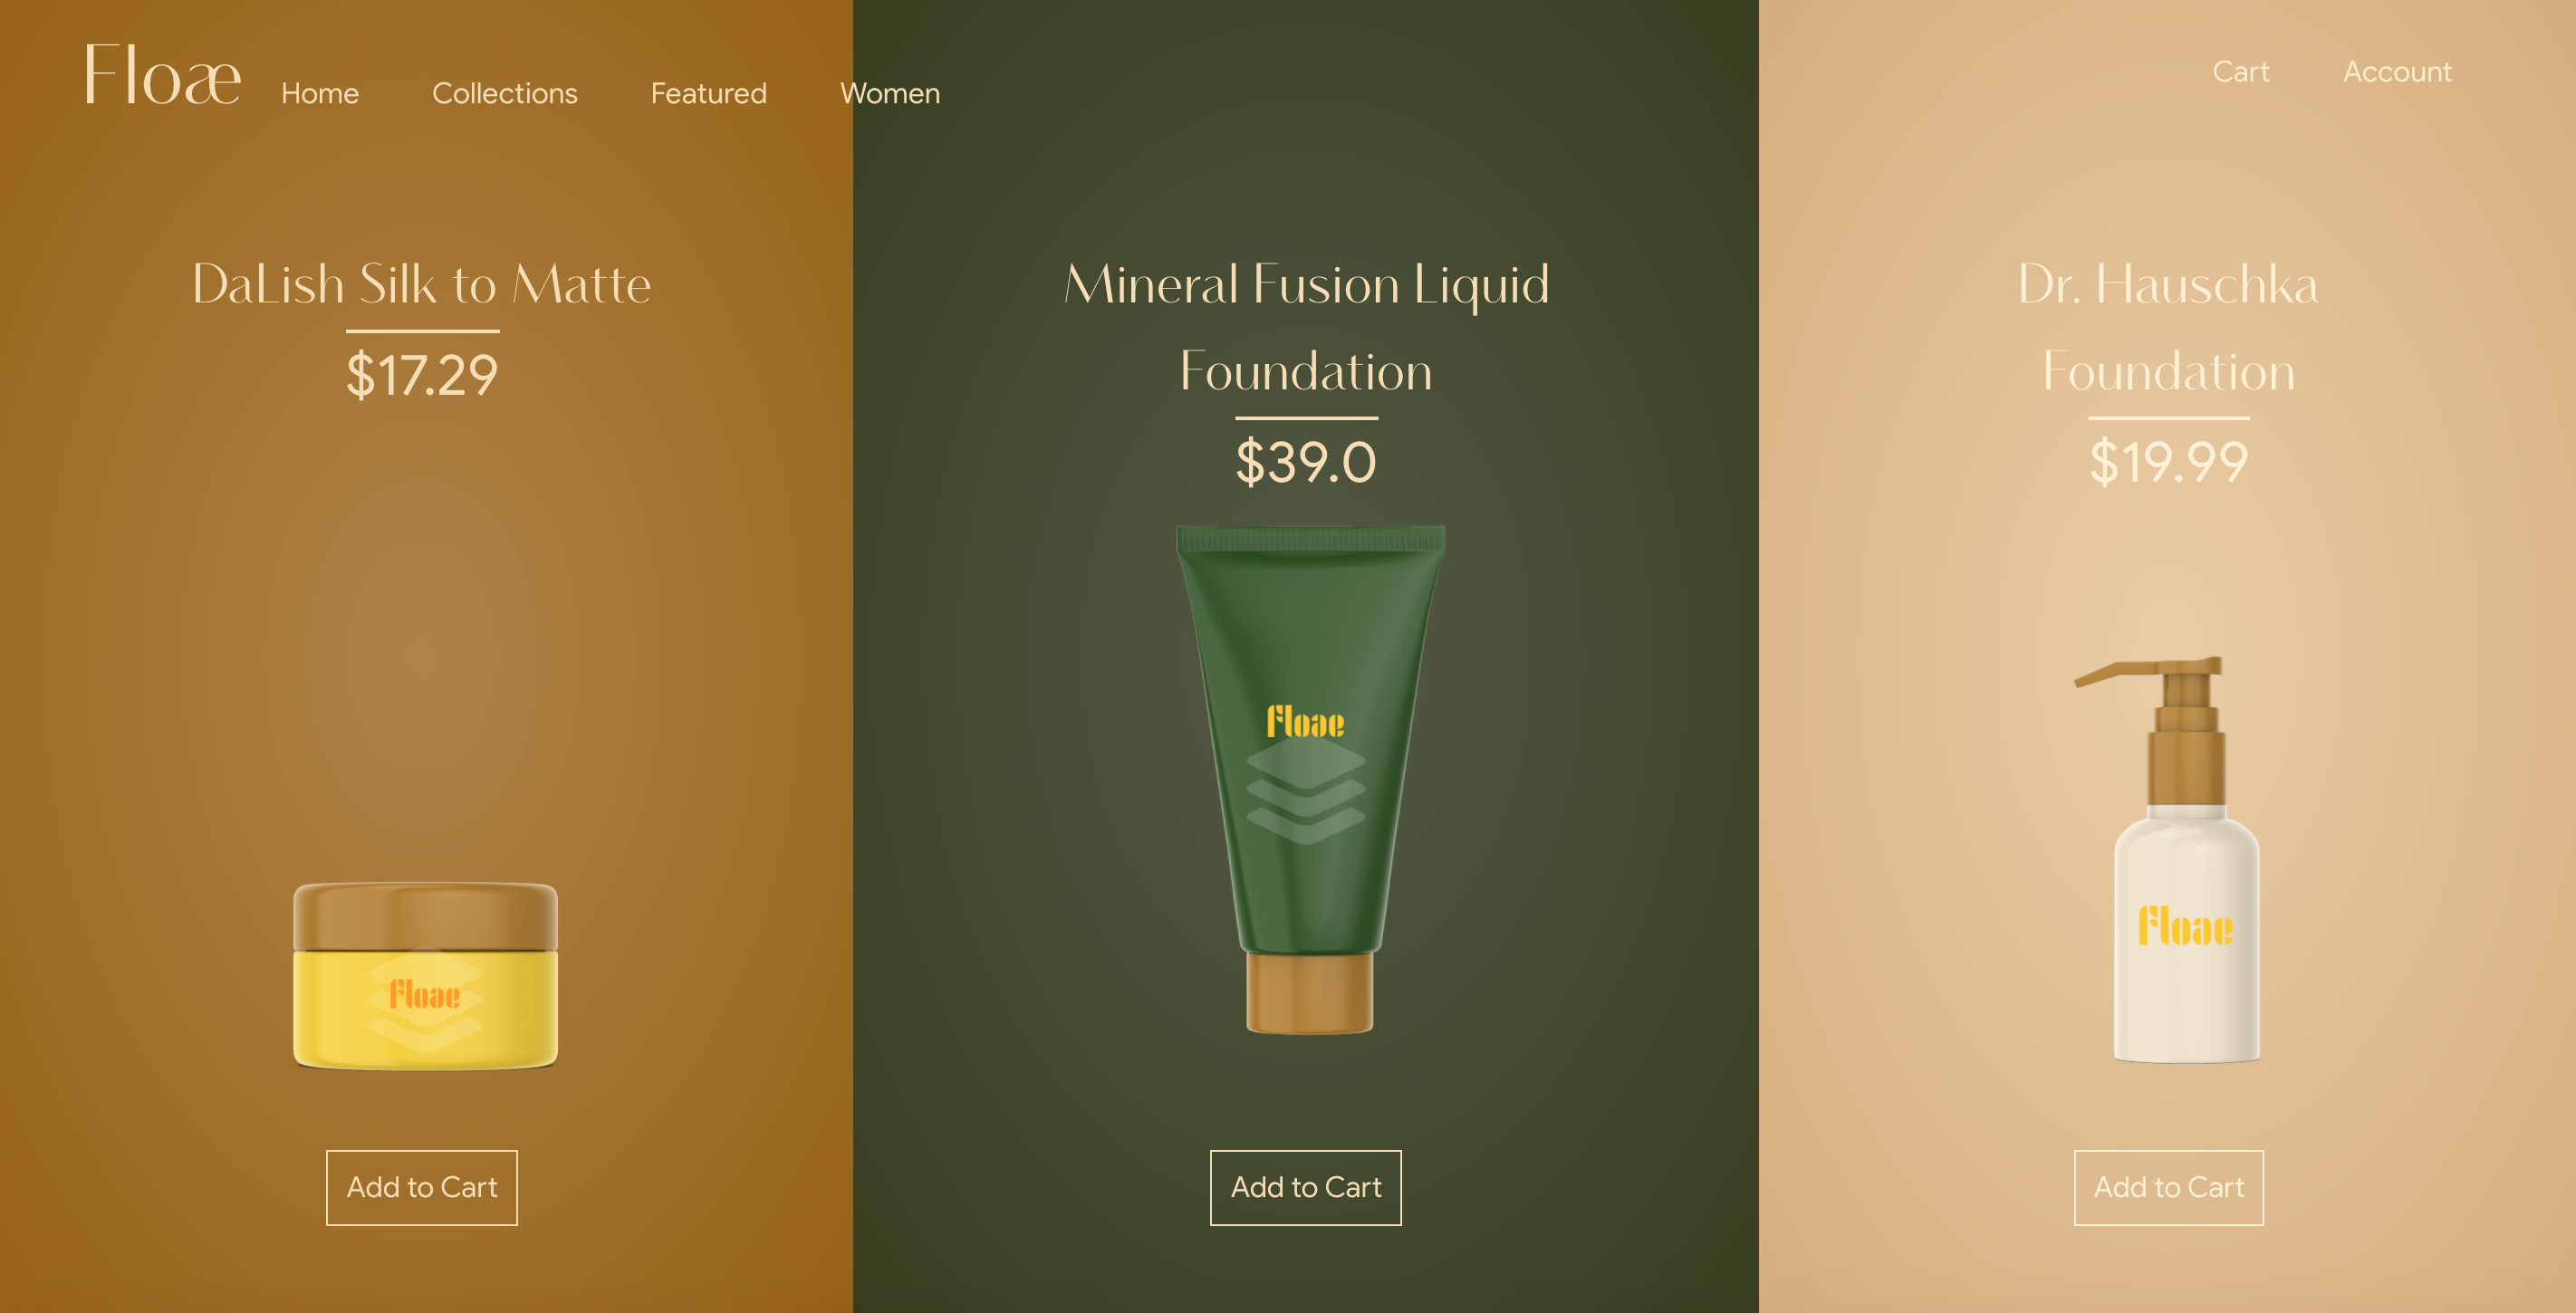 Floæ
Home
Collections
Featured
Women
Cart
Account
DaLish Silk to Matte
$17.29
floae
Add to Cart
Mineral Fusion Liquid
Foundation
$39.0
floae
Add to Cart
Dr. Hauschka
Foundation
$19.99
floae
Add to Cart